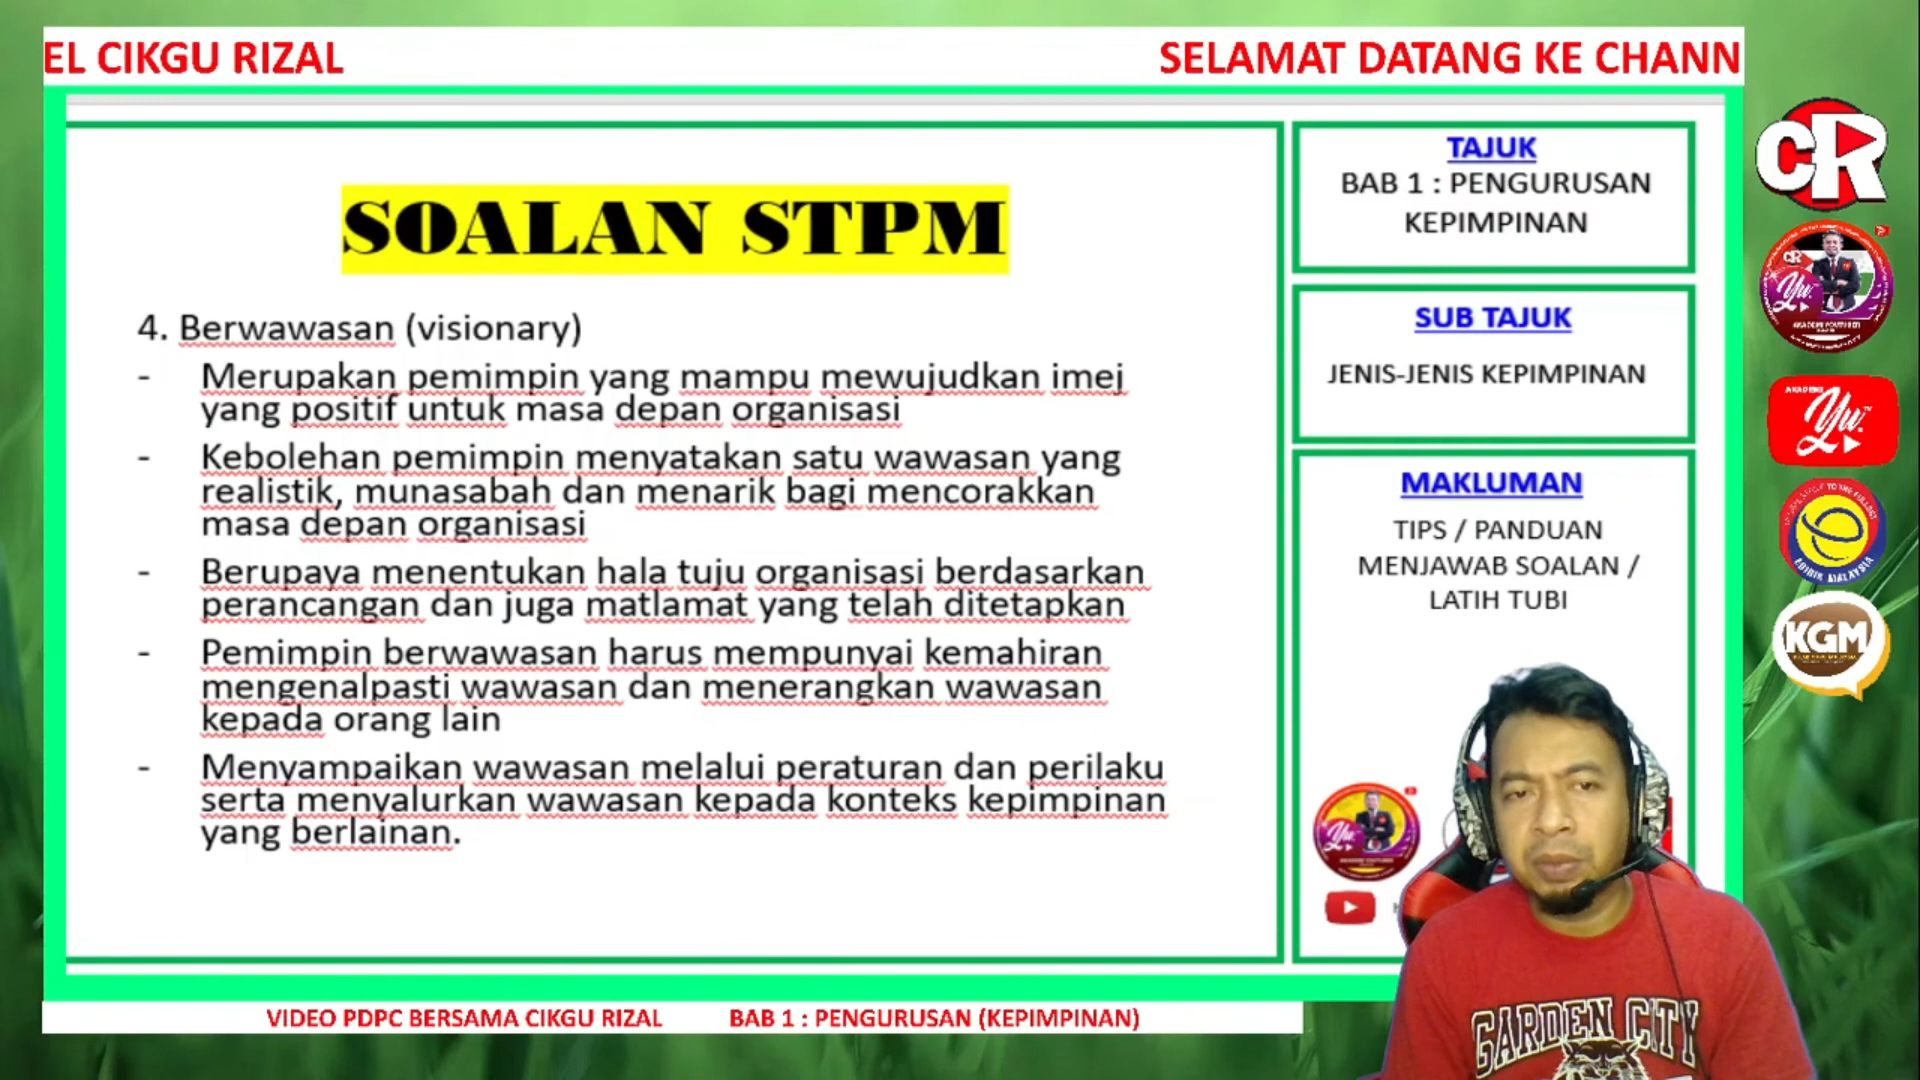 EL CIKGU RIZAL SELAMAT DATANG KE CHANN
SOALAN STPM
4. Berwawasan (visionary)
- Merupakan pemimpin yang mampu mewujudkan imej
yang positif untuk masa depan organisasi
- Kebolehan pemimpin menyatakan satu wawasan yang
realistik, munasabah dan menarik bagi mencorakkan
masa depan organisasi
- Berupaya menentukan hala tuju organisasi berdasarkan
perancangan dan juga matlamat yang telah ditetapkan
- Pemimpin berwawasan harus mempunyai kemahiran
mengenalpasti wawasan dan menerangkan wawasan
kepada orang lain
- Menyampaikan wawasan melalui peraturan dan perilaku
serta menyalurkan wawasan kepada konteks kepimpinan
yang berlainan.
TAJUK
BAB 1 : PENGURUSAN
KEPIMPINAN
SUB TAJUK
JENIS-JENIS KEPIMPINAN
MAKLUMAN
TIPS / PANDUAN
MENJAWAB SOALAN /
LATIH TUBI
CR
Yu
AKADEMI
Yu
KGM
GARDEN CITY
VIDEO PDPC BERSAMA CIKGU RIZAL BAB 1 : PENGURUSAN (KEPIMPINAN)